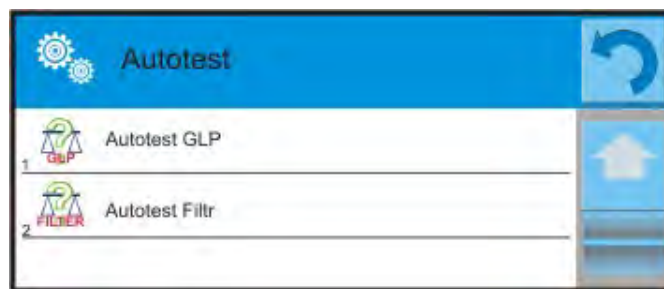 Autotest
Autotest GLP
1
GLP
Autotest Filtr
2
FILTER